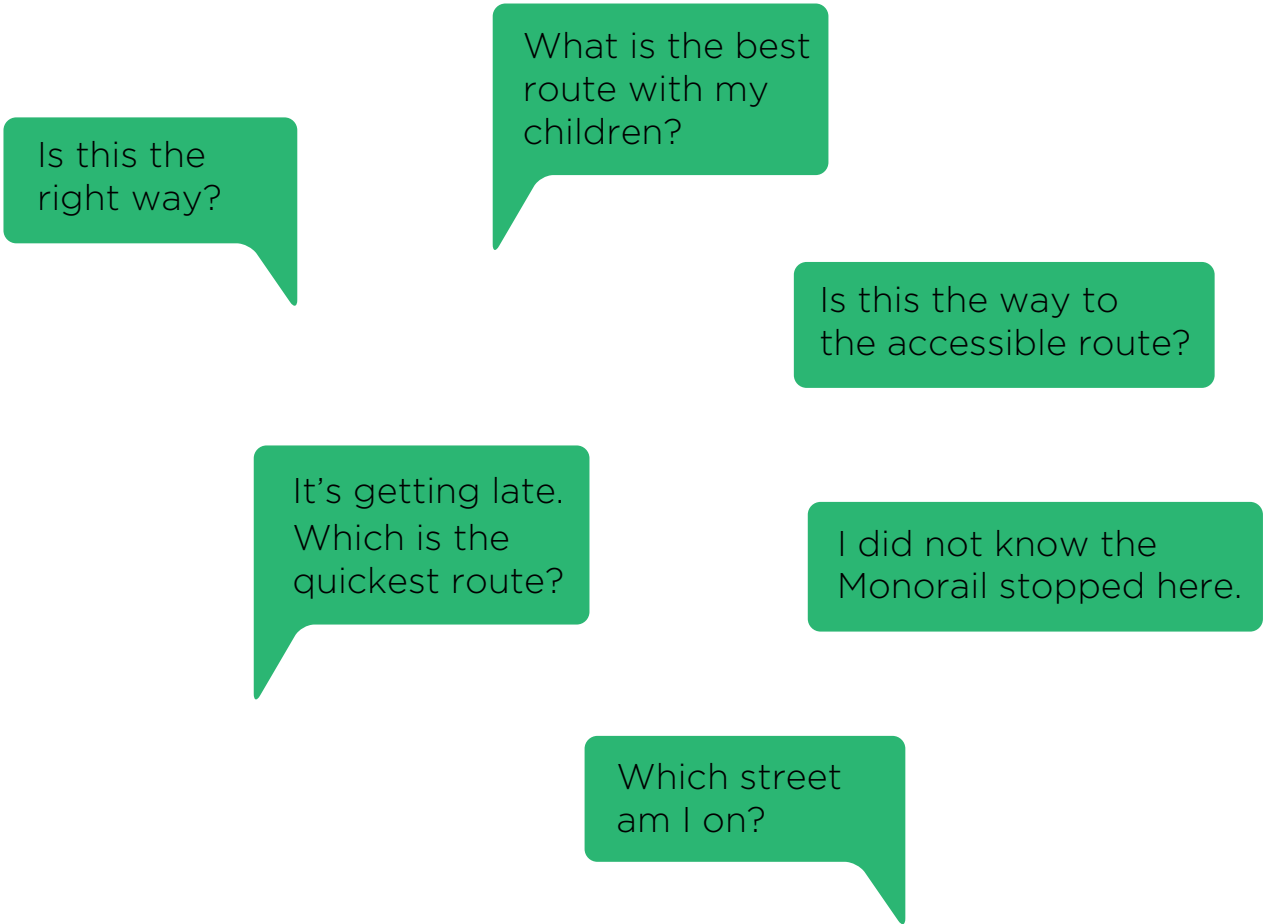 What is the best
route with my
children?
Is this the
right way?
Is this the way to
the accessible route?
It’s getting late.
Which is the
quickest route?
I did not know the
Monorail stopped here.
Which street
am I on?